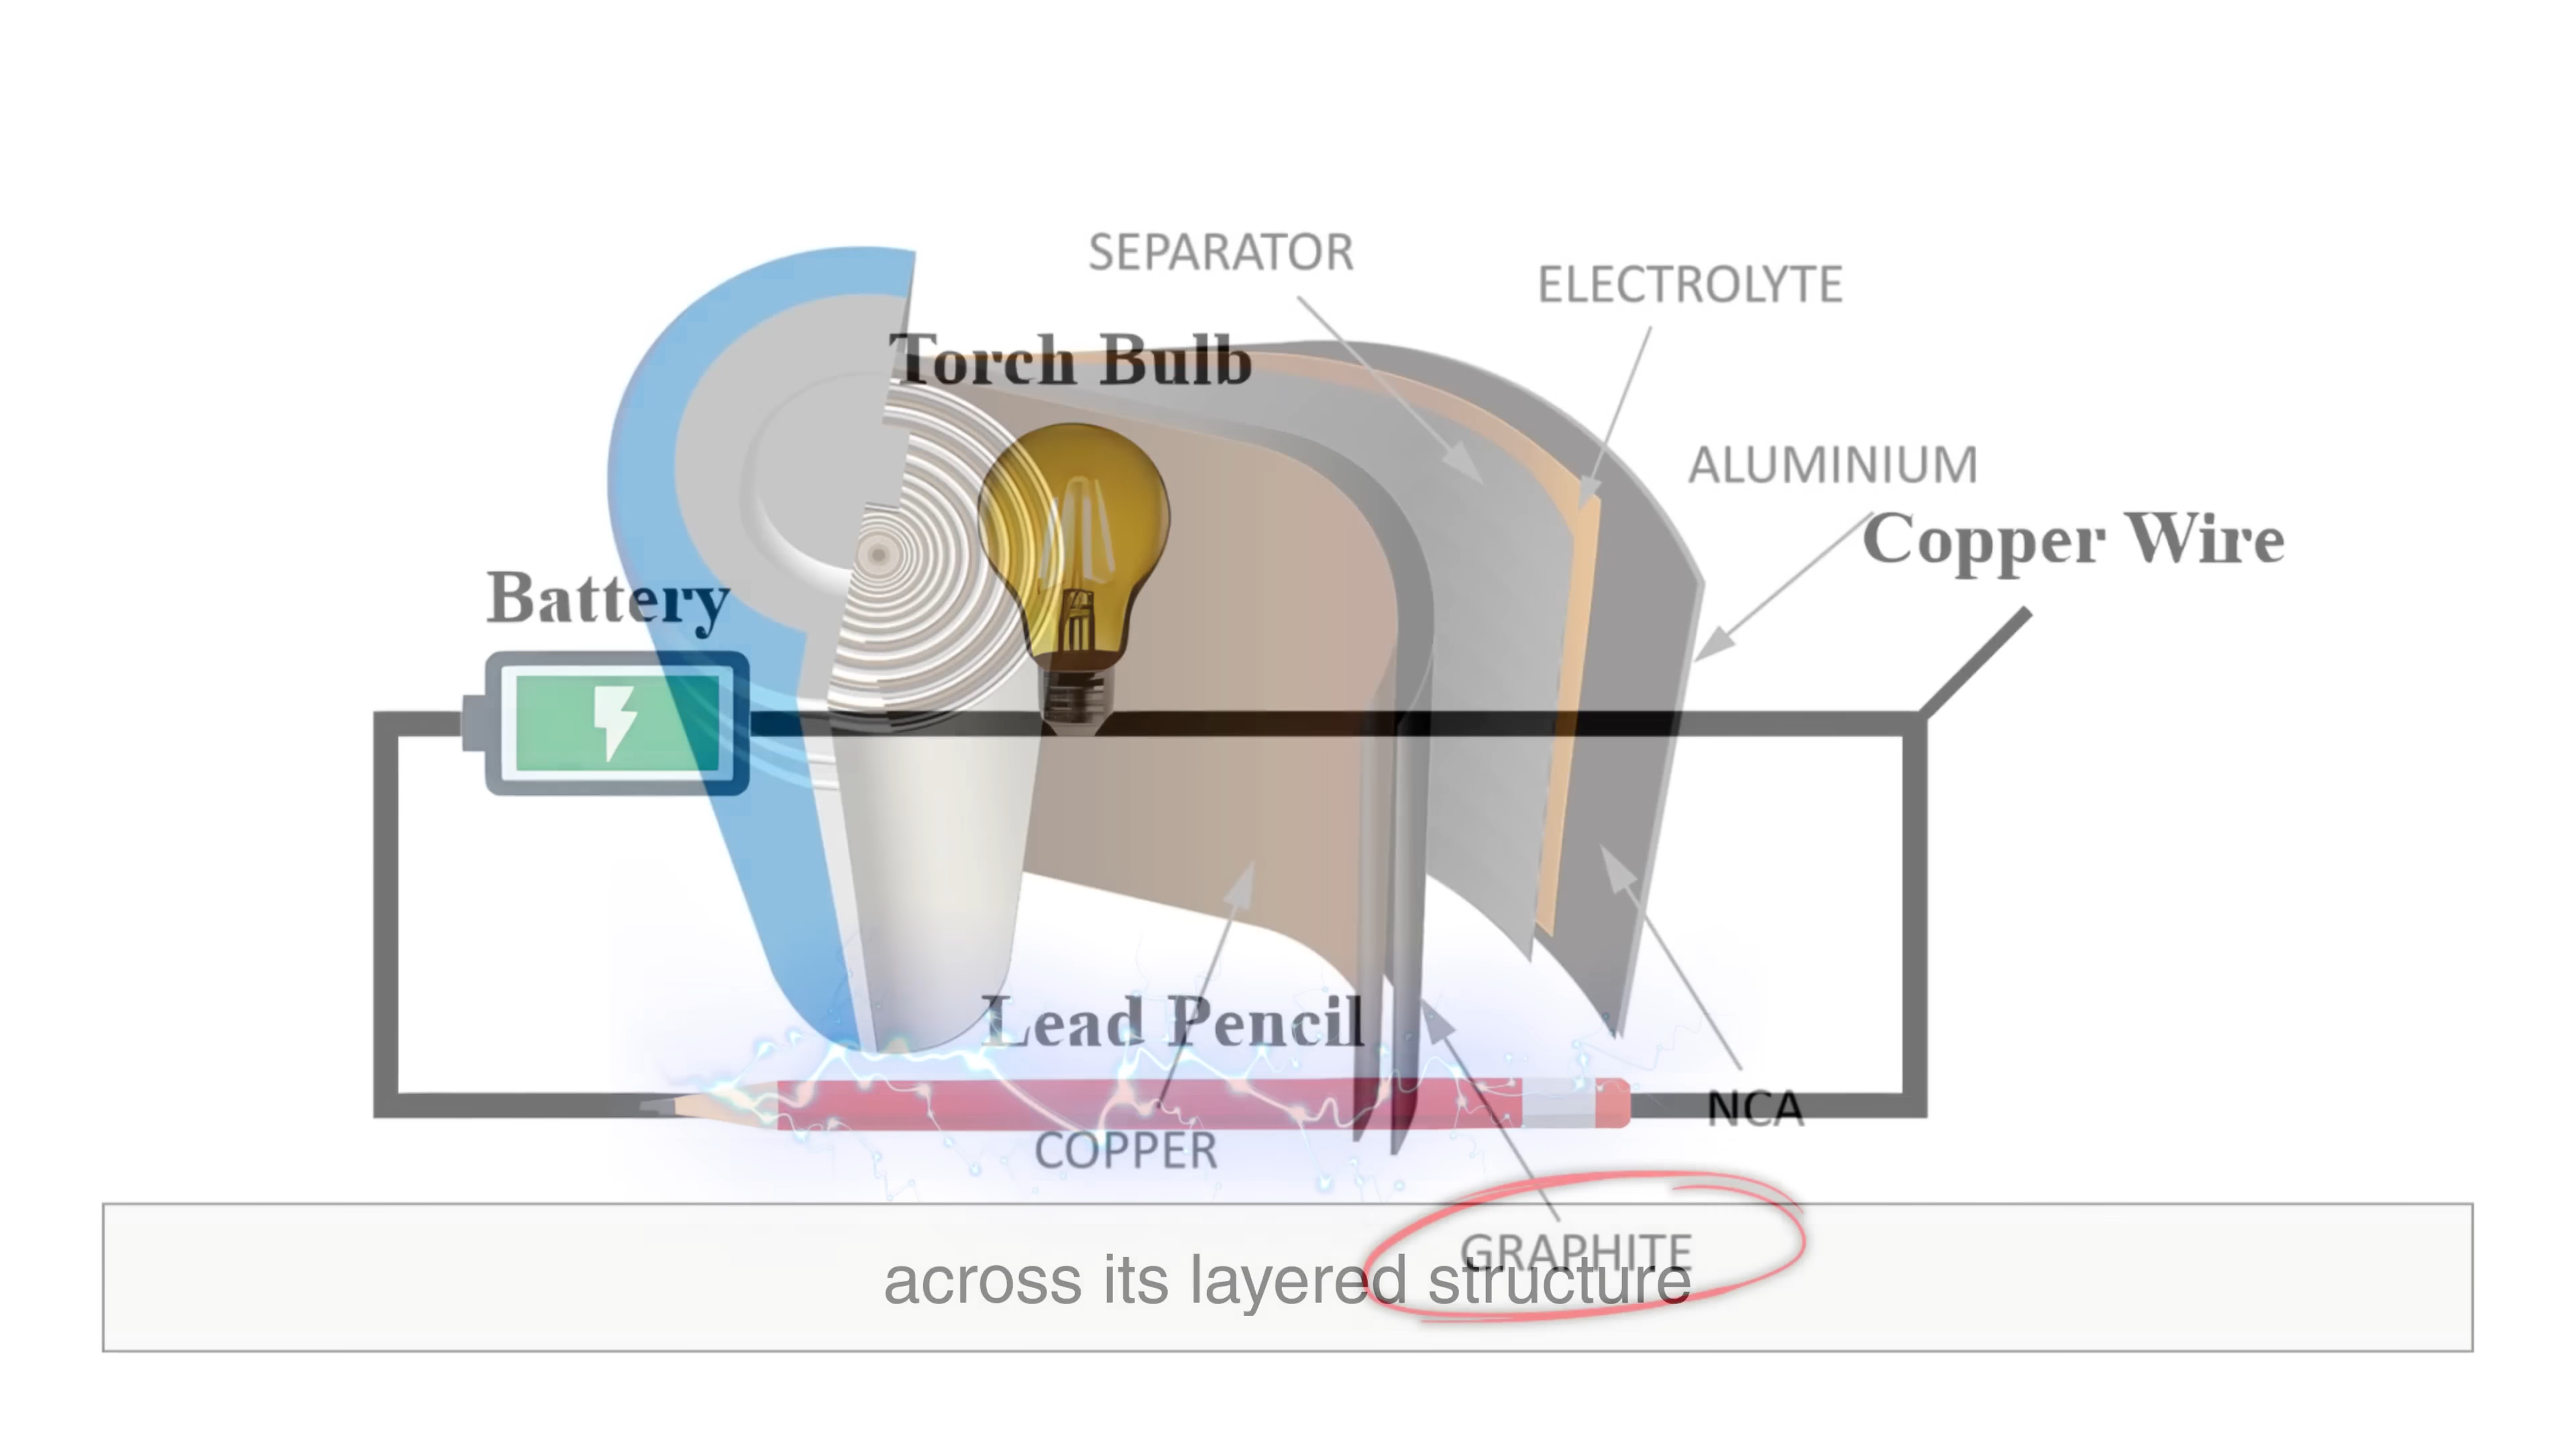 SEPARATOR
ELECTROLYTE
Torch Bulb
ALUMINIUM
Copper Wire
Battery
Lead Pencil
NCA
COPPER
GRAPHITE
across its layered structure